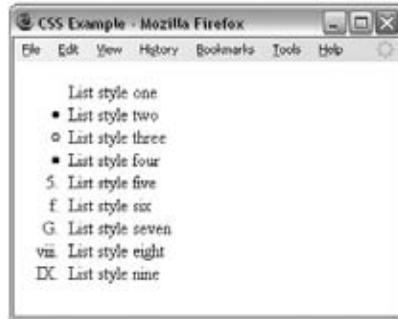 CSS Example - Mozilla Firefox
File Edit View History Bookmarks Tools Help
List style one
List style two
List style three
List style four
5. List style five
f. List style six
G. List style seven
viii. List style eight
IX. List style nine